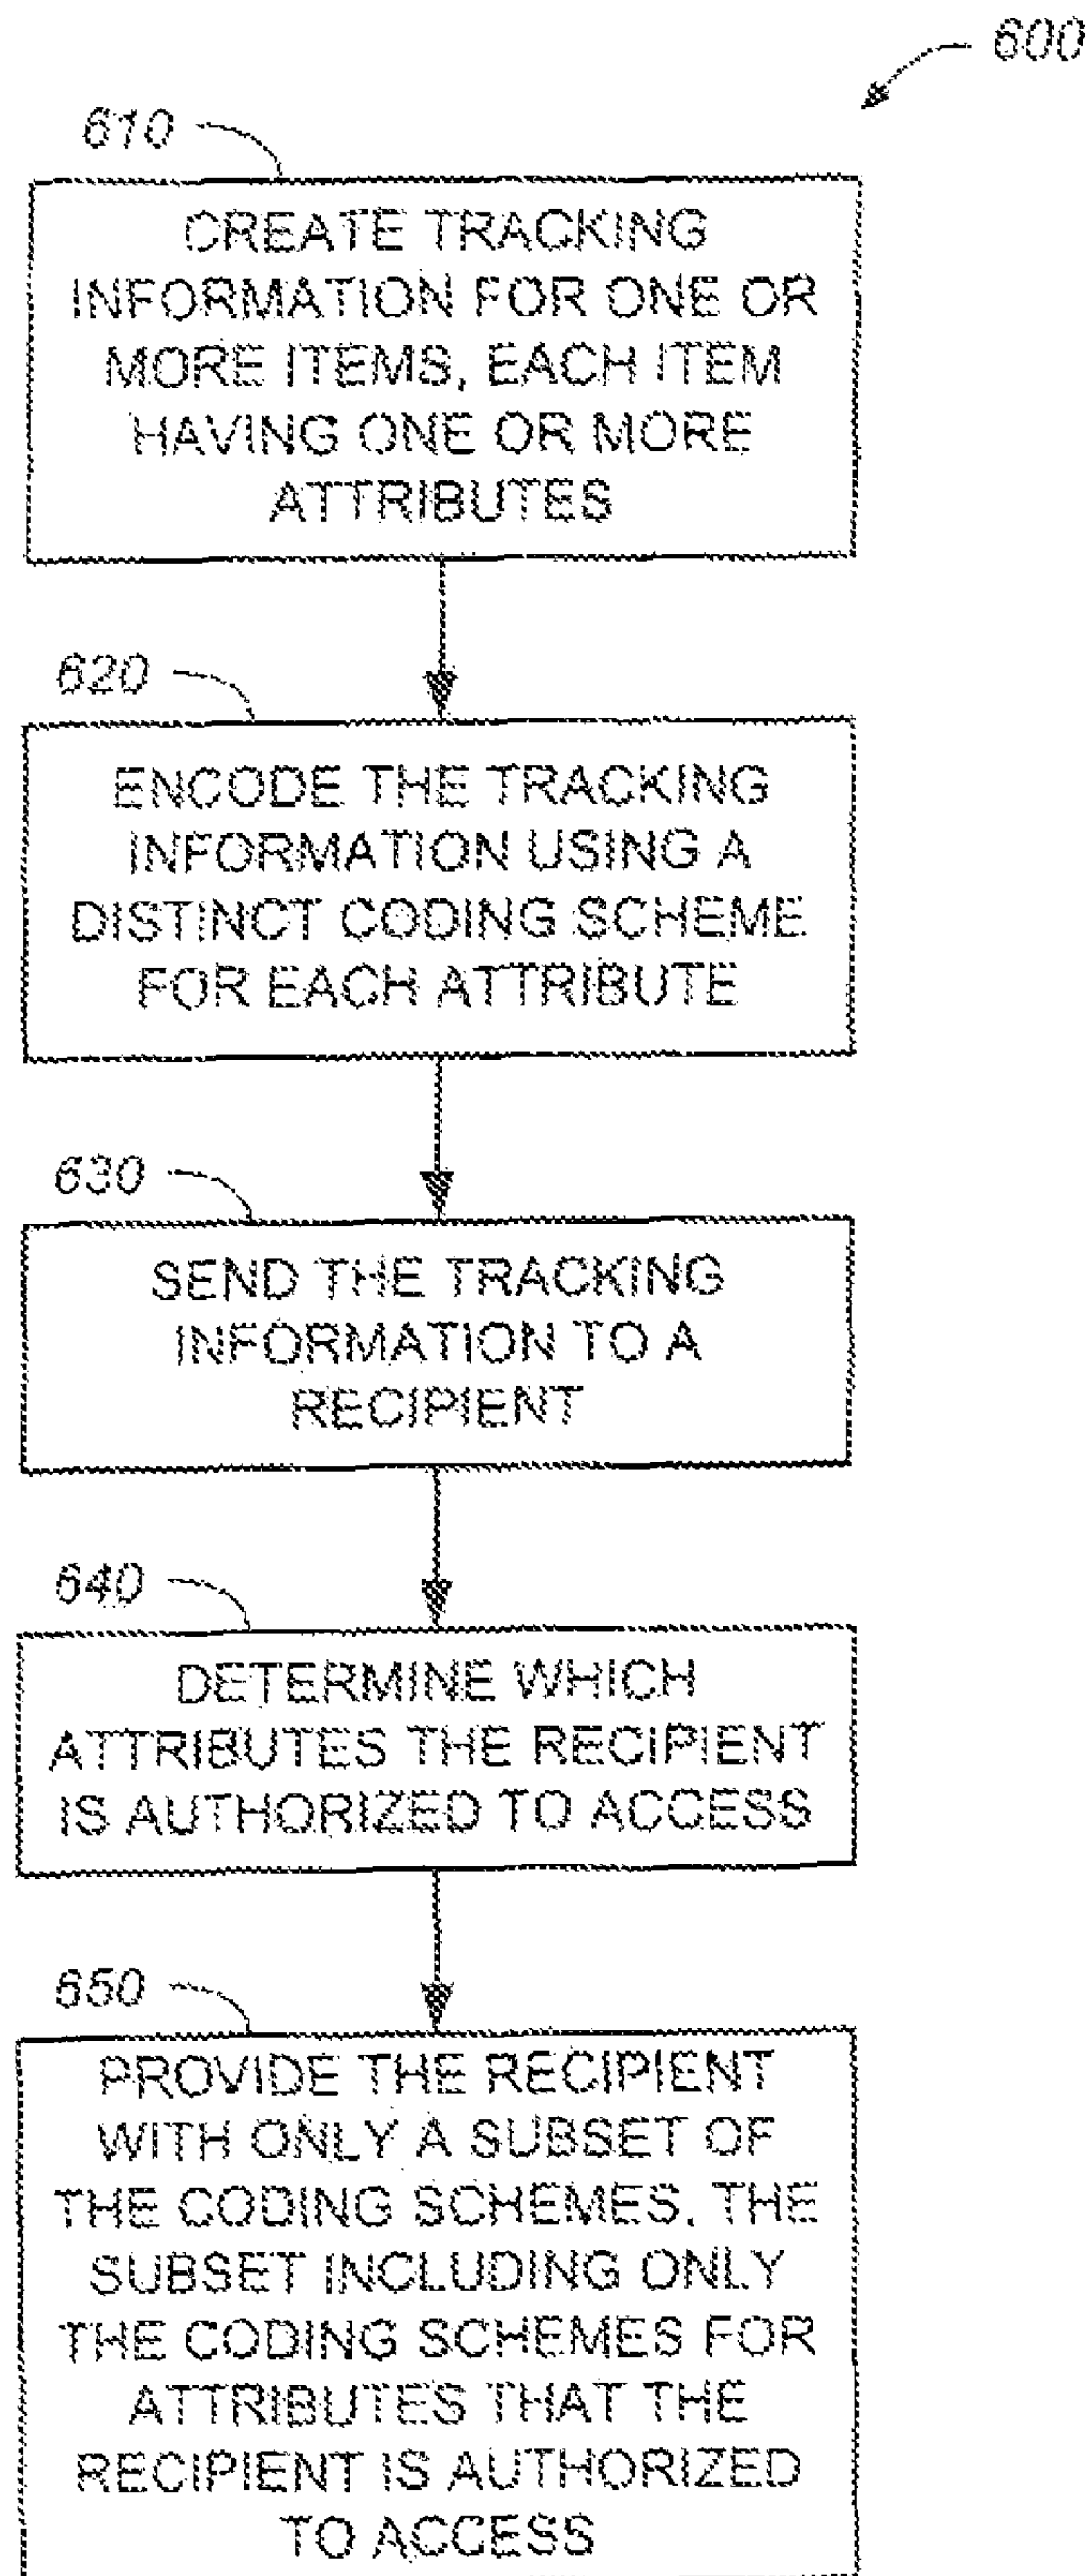 600
610
CREATE TRACKING
INFORMATION FOR ONE OR
MORE ITEMS, EACH ITEM
HAVING ONE OR MORE
ATTRIBUTES
620
ENCODE THE TRACKING
INFORMATION USING A
DISTINCT CODING SCHEME
FOR EACH ATTRIBUTE
630
SEND THE TRACKING
INFORMATION TO A
RECIPIENT
640
DETERMINE WHICH
ATTRIBUTES THE RECIPIENT
IS AUTHORIZED TO ACCESS
650
PROVIDE THE RECIPIENT
WITH ONLY A SUBSET OF
THE CODING SCHEMES, THE
SUBSET INCLUDING ONLY
THE CODING SCHEMES FOR
ATTRIBUTES THAT THE
RECIPIENT IS AUTHORIZED
TO ACCESS